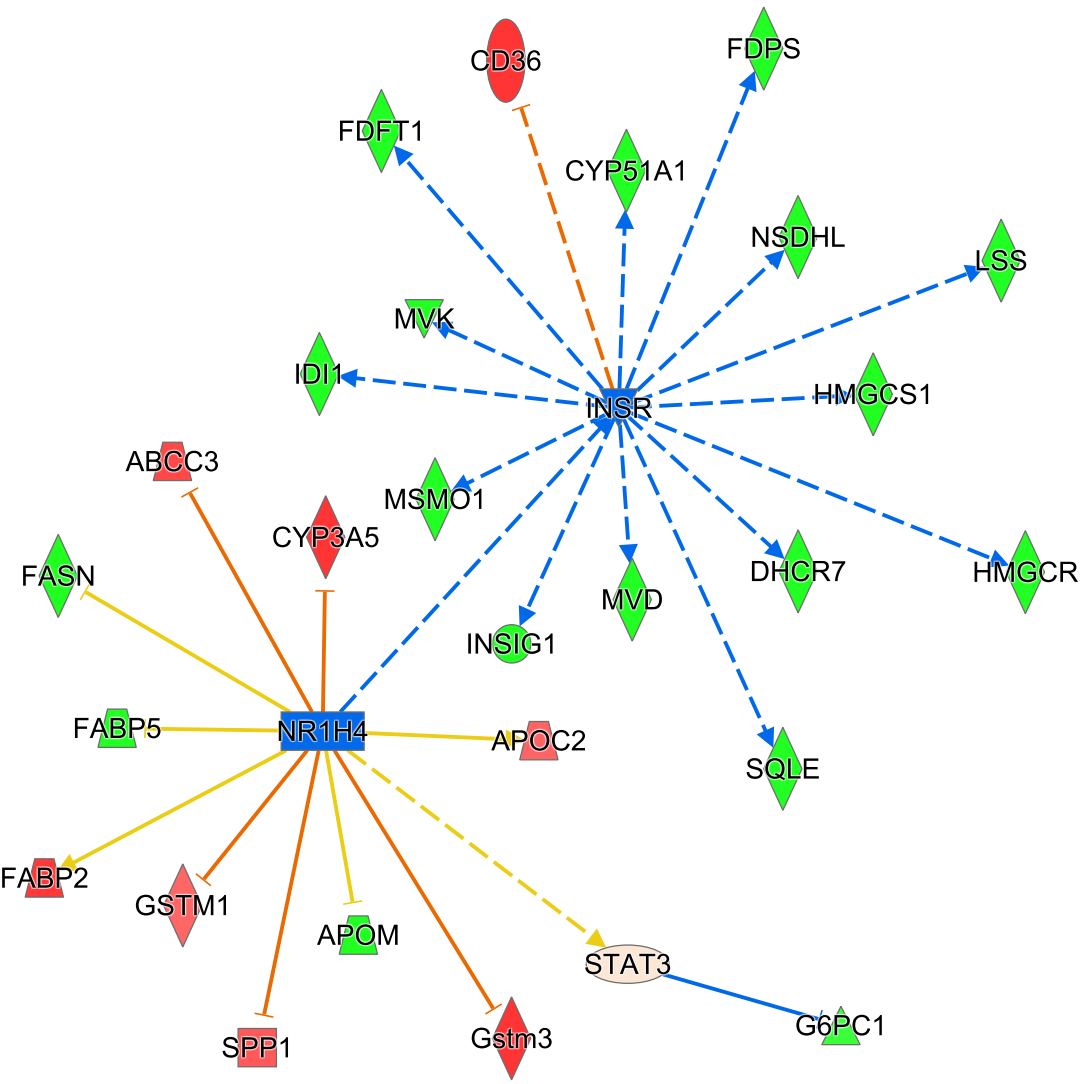 FDPS
CD36
FDFT1
CYP51A1
NSDHL
LSS
MVK
IDI1
HMGCS1
INSR
ABCC3
MSMO1
CYP3A5
FASN
DHCR7
HMGCR
MVD
INSIG1
FABP5
NR1H4
APOC2
SQLE
FABP2
GSTM1
APOM
STAT3
G6PC1
SPP1
Gstm3